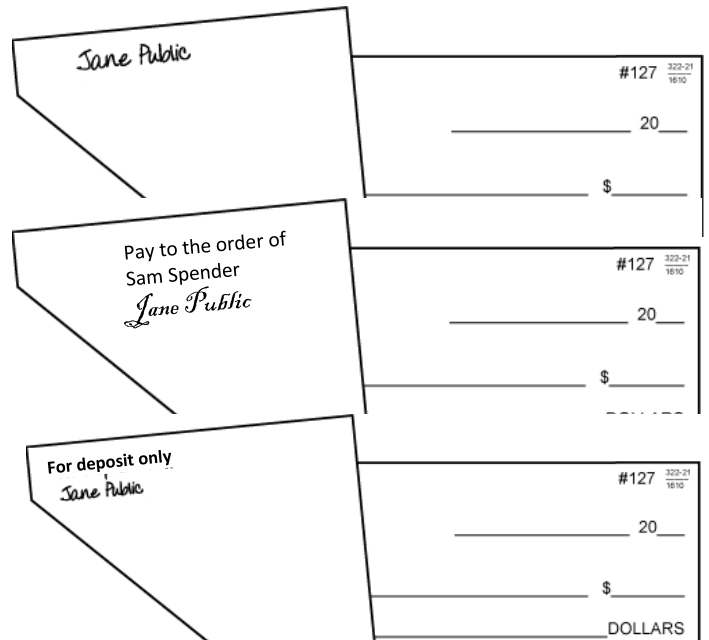 Jane Public
#127 322-21
1610
20
$
Pay to the order of
Sam Spender
Jane Public
#127 322-21
1610
20
$
DOLLARS
For deposit only
Jane Public
#127 322-21
1610
20
$
DOLLARS